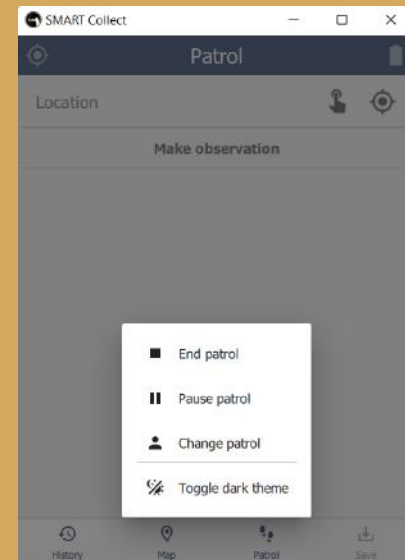 SMART Collect
Patrol
Location
Make observation
End patrol
Pause patrol
Change patrol
Toggle dark theme
History Map Patrol Save